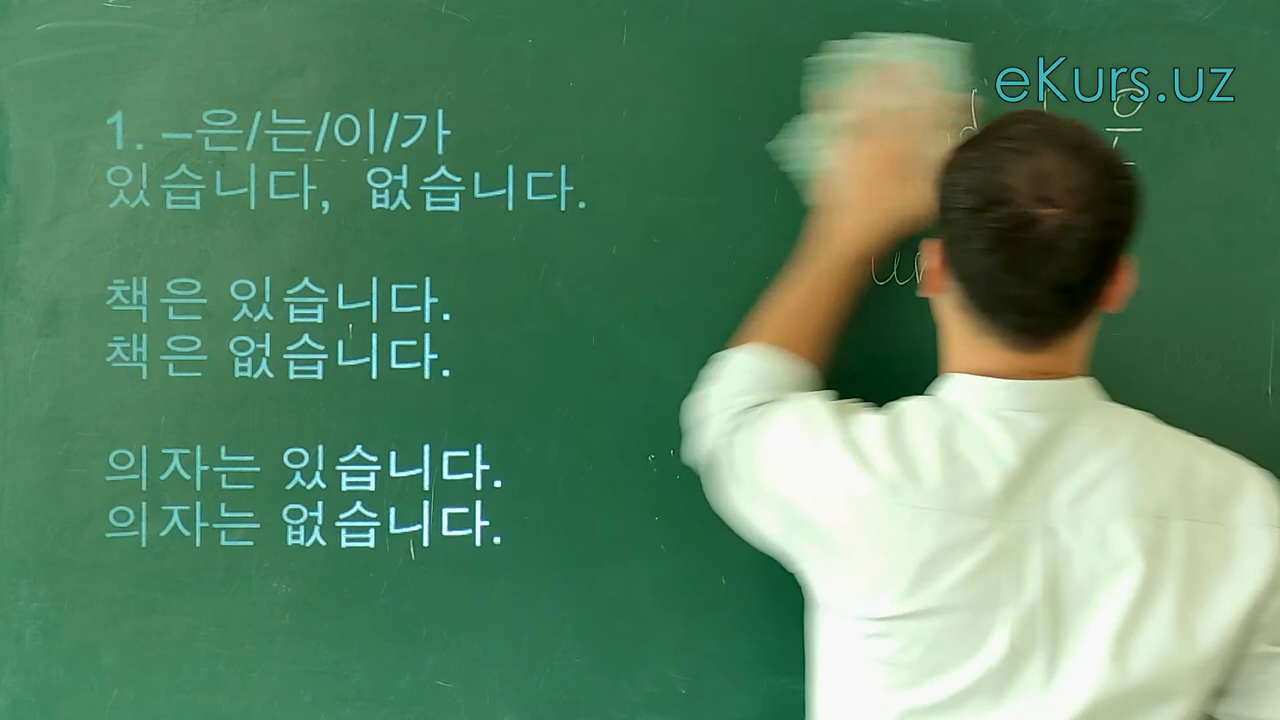 eKurs.uz
1. –은/는/이/가
있습니다, 없습니다.
책은 있습니다.
책은 없습니다.
의자는 있습니다.
의자는 없습니다.